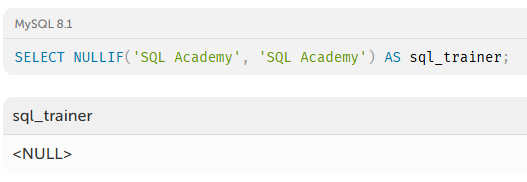 MySQL 8.1
SELECT NULLIF('SQL Academy', 'SQL Academy') AS sql_trainer;
sql_trainer
<NULL>